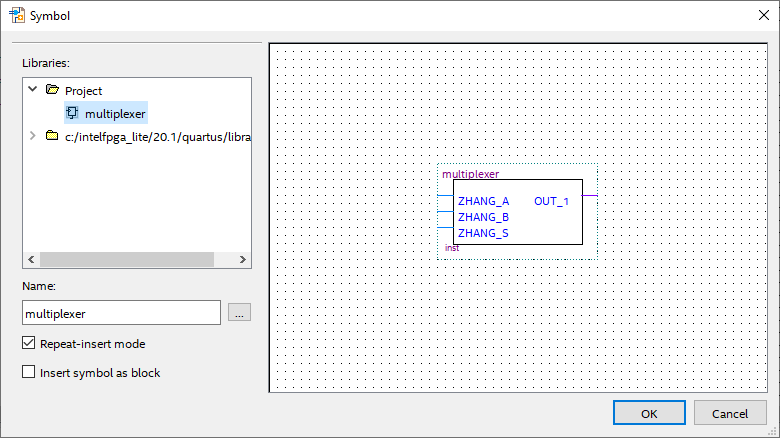 Symbol
Libraries:
Project
multiplexer
c:/intelfpga_lite/20.1/quartus/libra
Name:
multiplexer
...
Repeat-insert mode
Insert symbol as block
multiplexer
ZHANG_A OUT_1
ZHANG_B
ZHANG_S
inst
OK Cancel